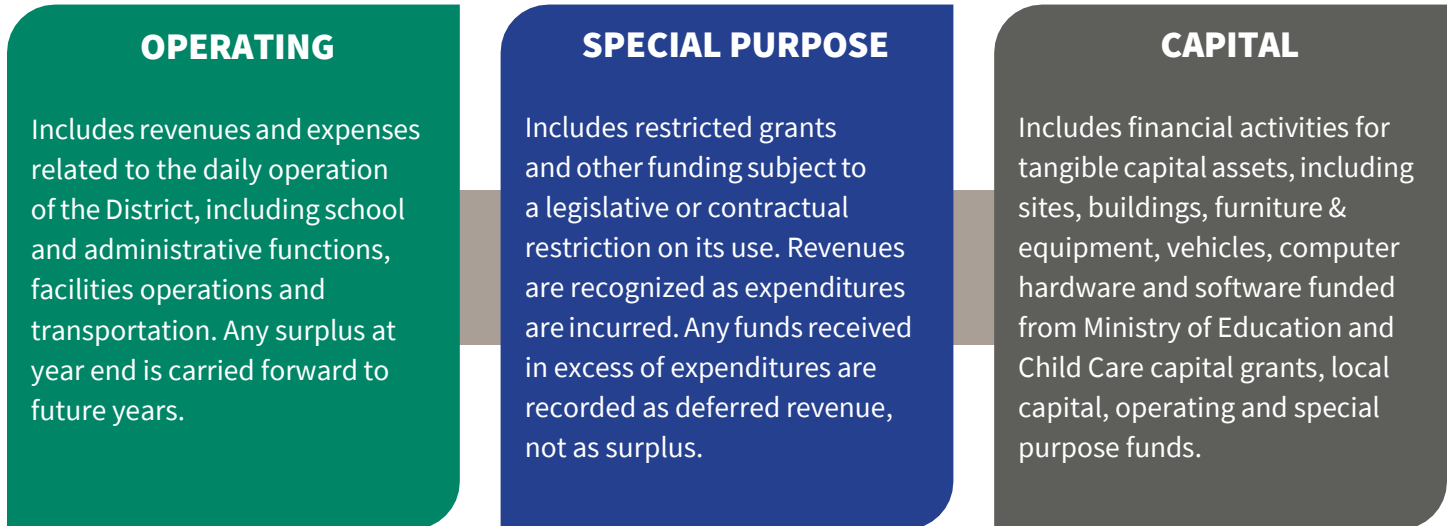 OPERATING
Includes revenues and expenses
related to the daily operation
of the District, including school
and administrative functions,
facilities operations and
transportation. Any surplus at
year end is carried forward to
future years.
SPECIAL PURPOSE
Includes restricted grants
and other funding subject to
a legislative or contractual
restriction on its use. Revenues
are recognized as expenditures
are incurred. Any funds received
in excess of expenditures are
recorded as deferred revenue,
not as surplus.
CAPITAL
Includes financial activities for
tangible capital assets, including
sites, buildings, furniture &
equipment, vehicles, computer
hardware and software funded
from Ministry of Education and
Child Care capital grants, local
capital, operating and special
purpose funds.